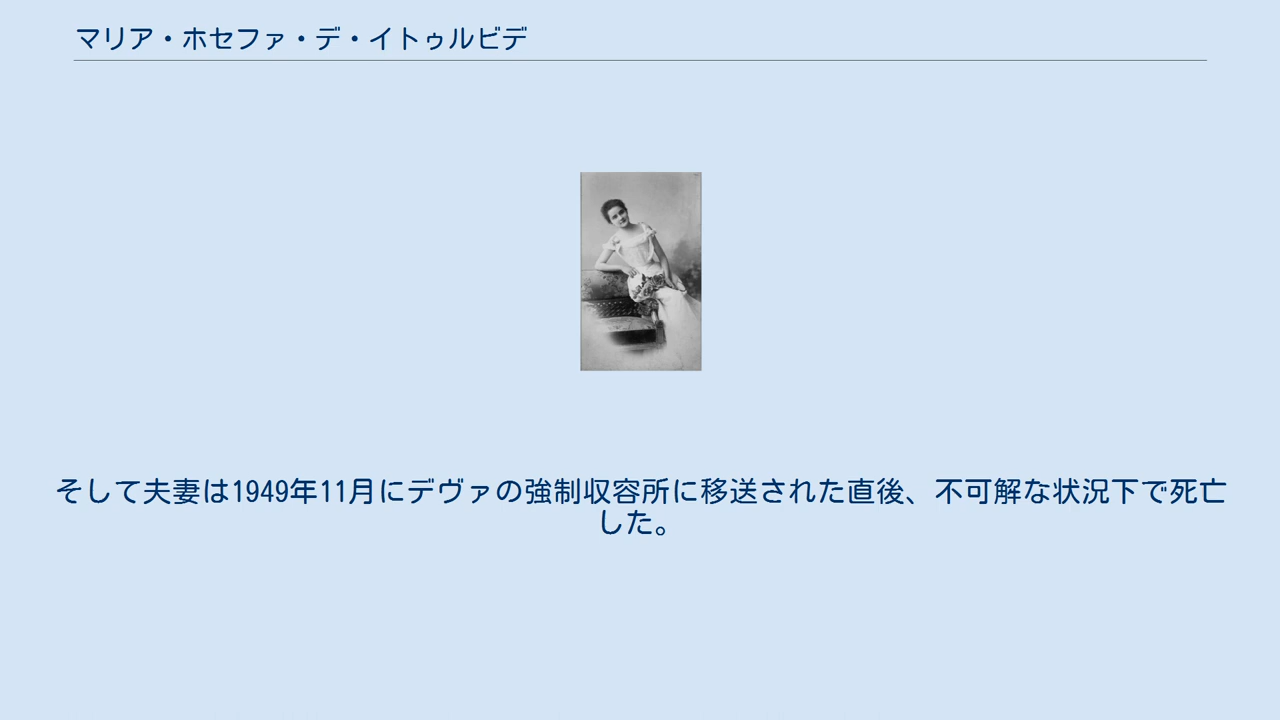 マリア・ホセファ・デ・イトゥルビデ
そして夫妻は1949年11月にデヴァの強制収容所に移送された直後、不可解な状況下で死亡
した。